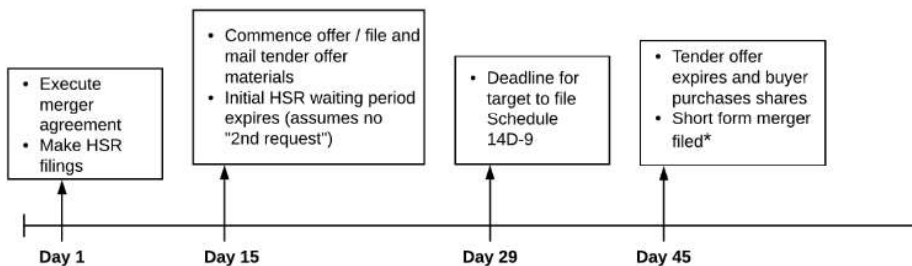 • Execute
merger
agreement
• Make HSR
filings
• Commence offer / file and
mail tender offer
materials
• Initial HSR waiting period
expires (assumes no
"2nd request")
• Deadline for
target to file
Schedule
14D-9
• Tender offer
expires and buyer
purchases shares
• Short form merger
filed*
Day 1
Day 15
Day 29
Day 45